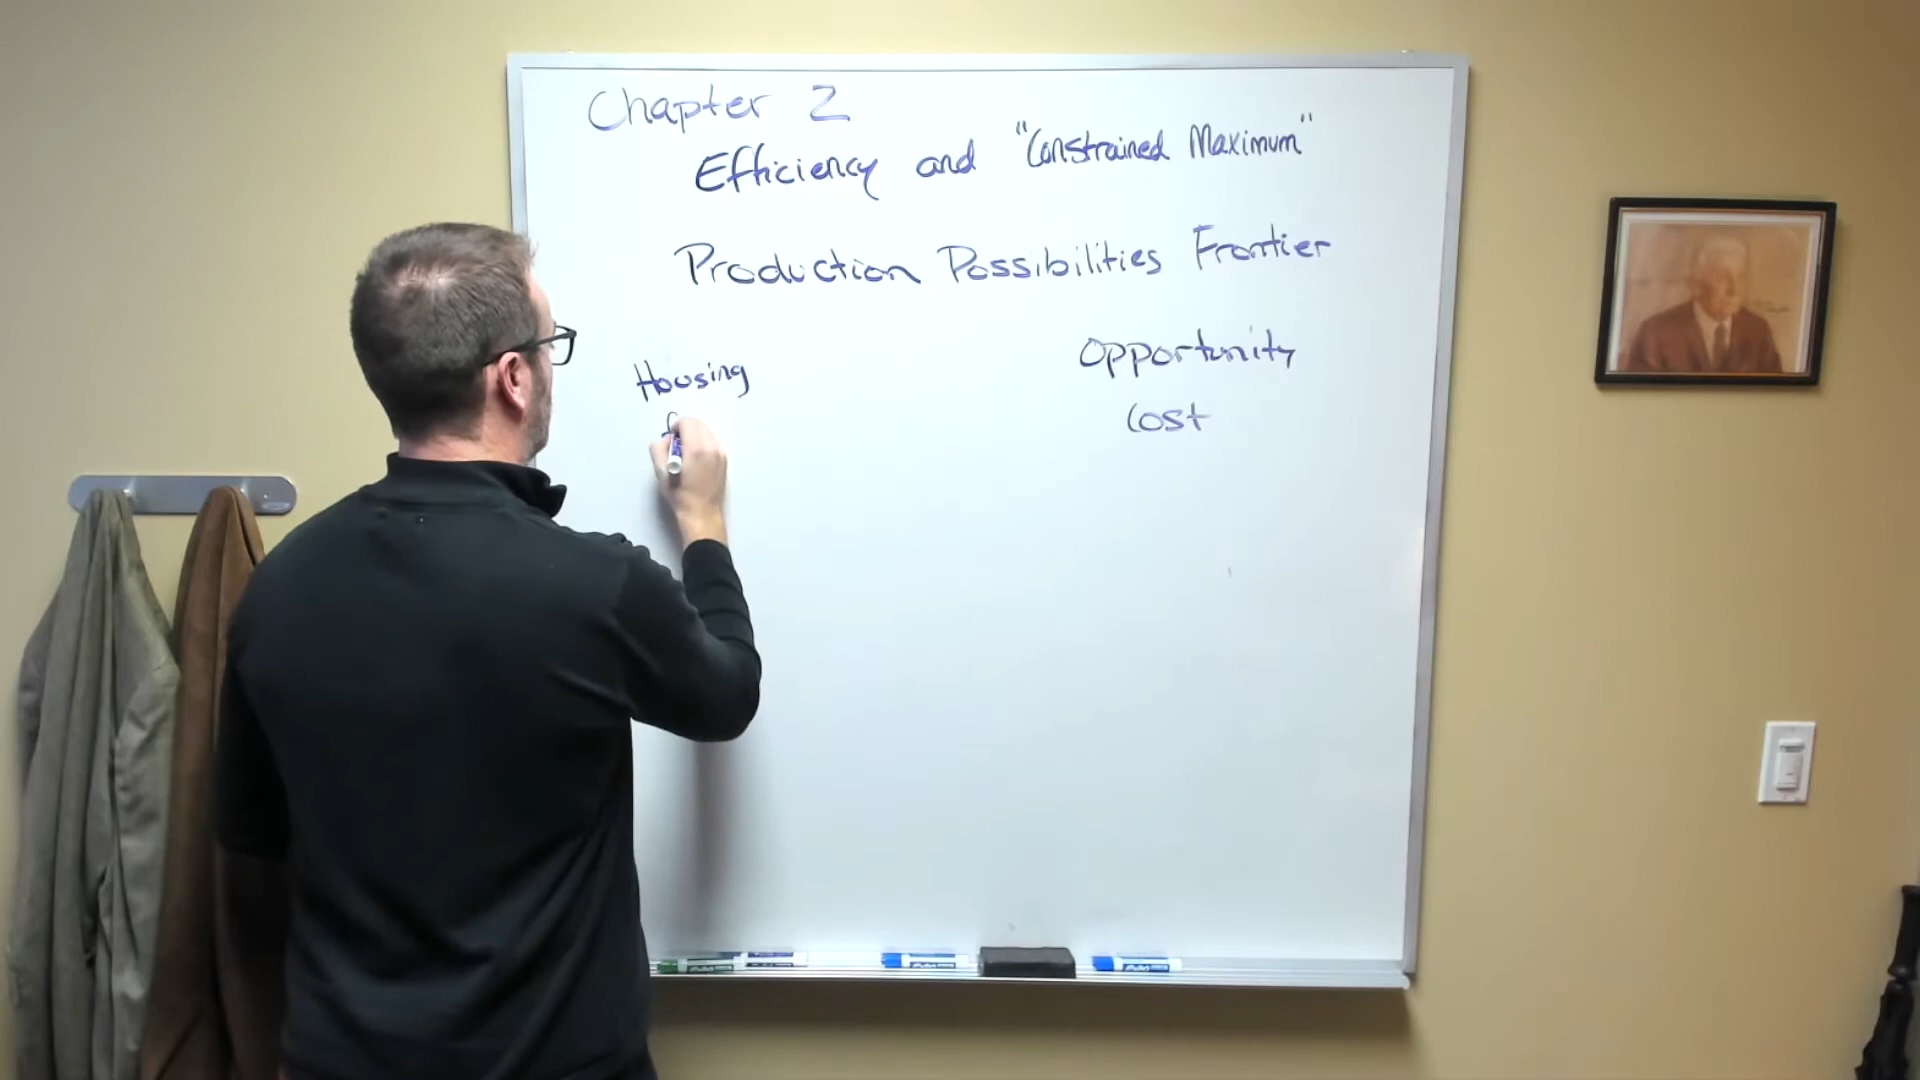 Chapter 2
Efficiency and "Constrained Maximum"
Production Possibilities Frontier
Opportunity
Cost
Housing